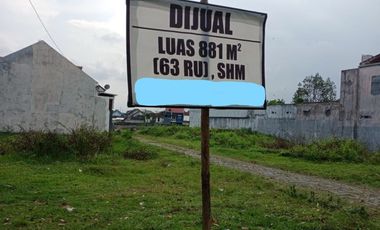 DIJUAL
LUAS 881 M²
(63 RU), SHM